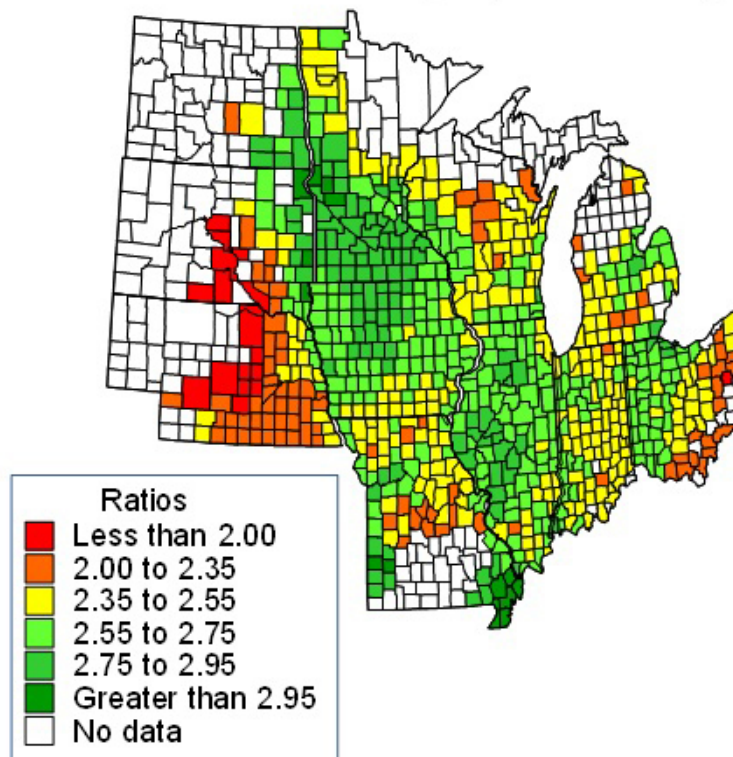 Ratios
Less than 2.00
2.00 to 2.35
2.35 to 2.55
2.55 to 2.75
2.75 to 2.95
Greater than 2.95
No data